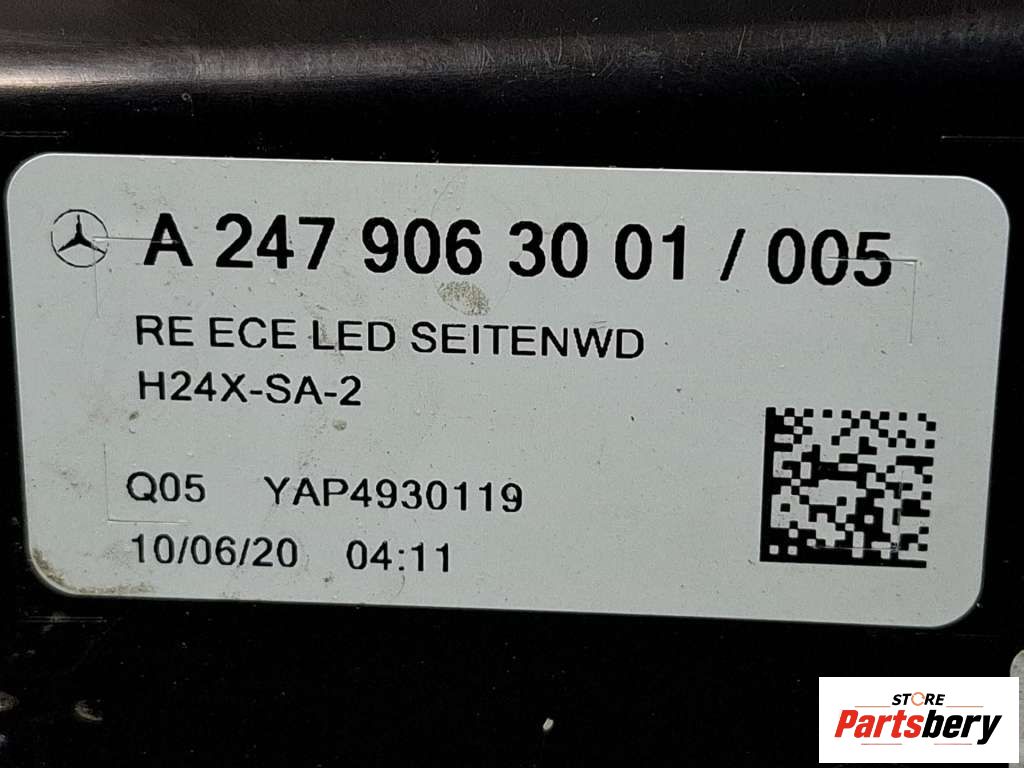 A 247 906 30 01 / 005
RE ECE LED SEITENWD
H24X-SA-2
Q05 YAP4930119
10/06/20 04:11
STORE
Partsbery